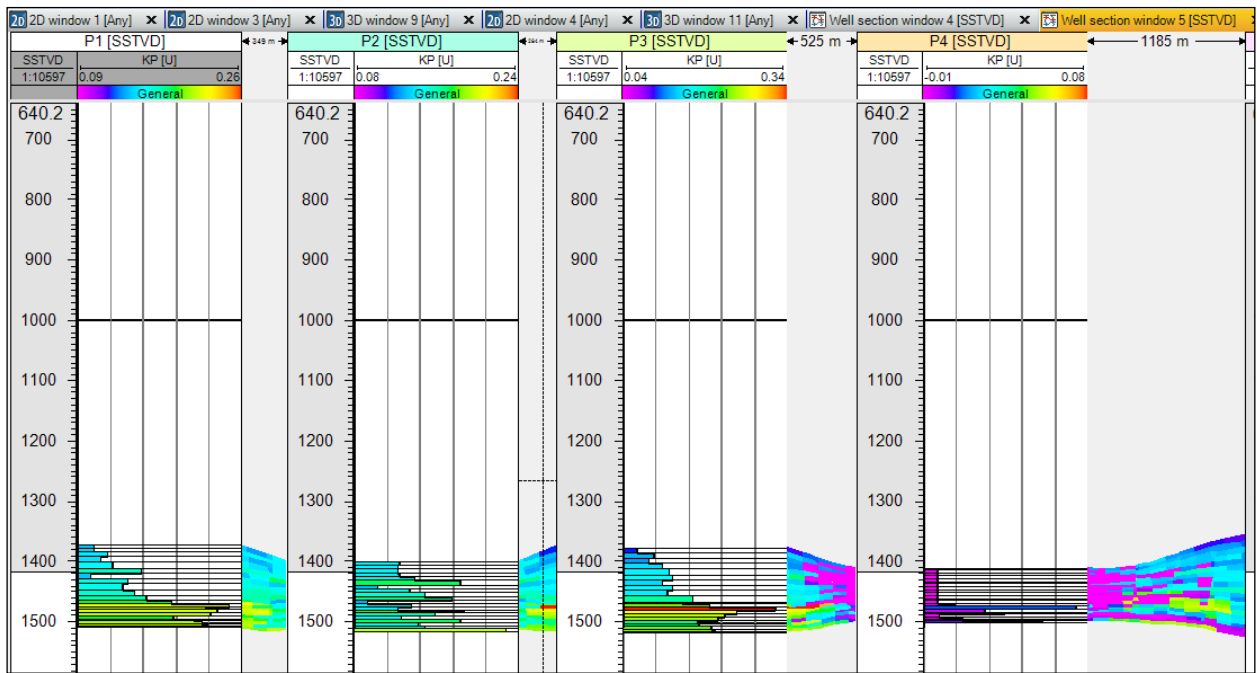 2D 2D window 1 [Any] × 2D 2D window 3 [Any] × 3D 3D window 9 [Any] × 2D 2D window 4 [Any] × 3D 3D window 11 [Any] × Well section window 4 [SSTVD] × Well section window 5 [SSTVD]
P1 [SSTVD] 349 m P2 [SSTVD] P3 [SSTVD] 525 m P4 [SSTVD] 1185 m
SSTVD KP [U] SSTVD KP [U] SSTVD KP [U] SSTVD KP [U]
1:10597 0.09 0.26 1:10597 0.08 0.24 1:10597 0.04 0.34 1:10597 -0.01 0.08
General General General General
640.2 640.2 640.2 640.2
700 700 700 700
800 800 800 800
900 900 900 900
1000 1000 1000 1000
1100 1100 1100 1100
1200 1200 1200 1200
1300 1300 1300 1300
1400 1400 1400 1400
1500 1500 1500 1500